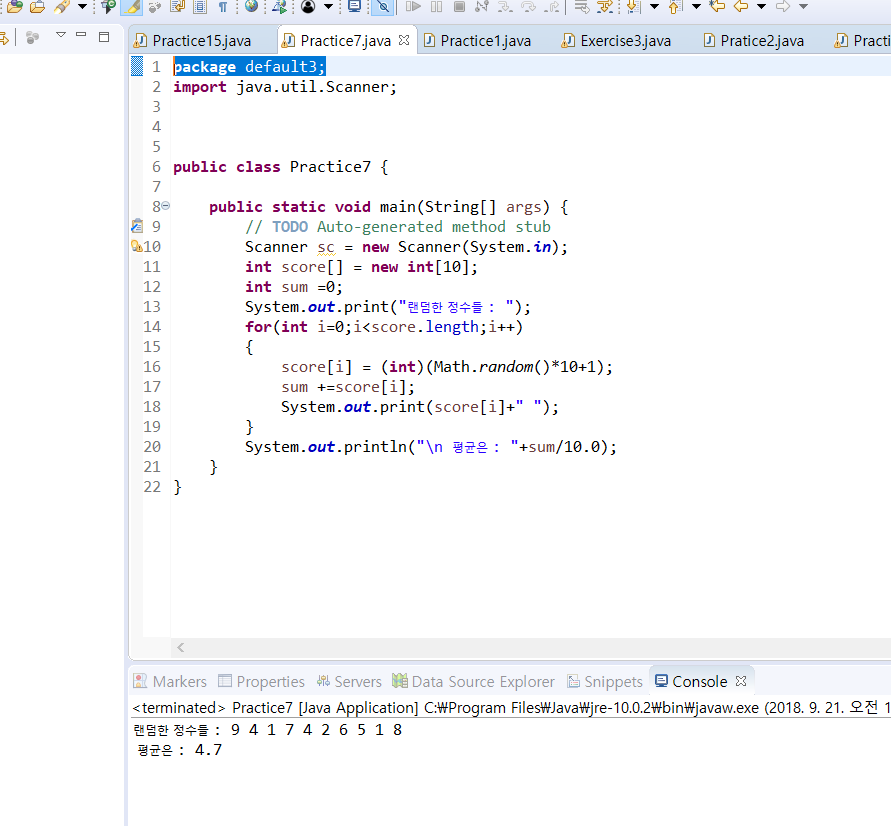 Practice15.java Practice7.java Practice1.java Exercise3.java Pratice2.java Practi
1 package default3;
2 import java.util.Scanner;
3
4
5
6 public class Practice7 {
7
8 public static void main(String[] args) {
9 // TODO Auto-generated method stub
10 Scanner sc = new Scanner(System.in);
11 int score[] = new int[10];
12 int sum =0;
13 System.out.print("랜덤한 정수들 : ");
14 for(int i=0;i<score.length;i++)
15 {
16 score[i] = (int)(Math.random()*10+1);
17 sum +=score[i];
18 System.out.print(score[i]+" ");
19 }
20 System.out.println("\n 평균은 : "+sum/10.0);
21 }
22 }
Markers Properties Servers Data Source Explorer Snippets Console
<terminated> Practice7 [Java Application] C:₩Program Files₩Java₩jre-10.0.2₩bin₩javaw.exe (2018. 9. 21. 오전 1
랜덤한 정수들 : 9 4 1 7 4 2 6 5 1 8
평균은 : 4.7